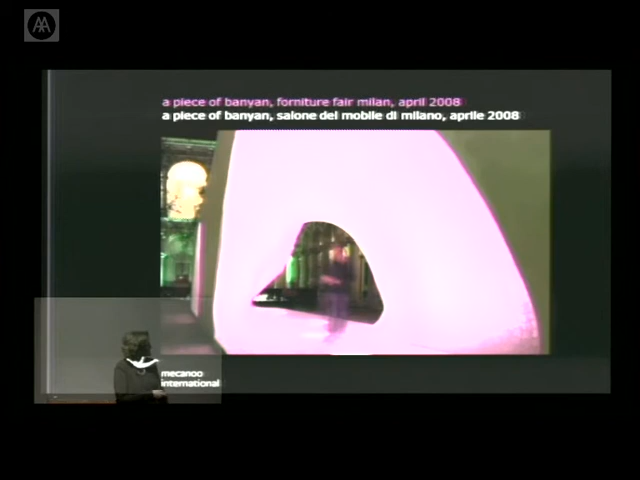 AA
a piece of banyan, forniture fair milan, april 2008
a piece of banyan, salone del mobile di milano, aprile 2008
mecanoo
international